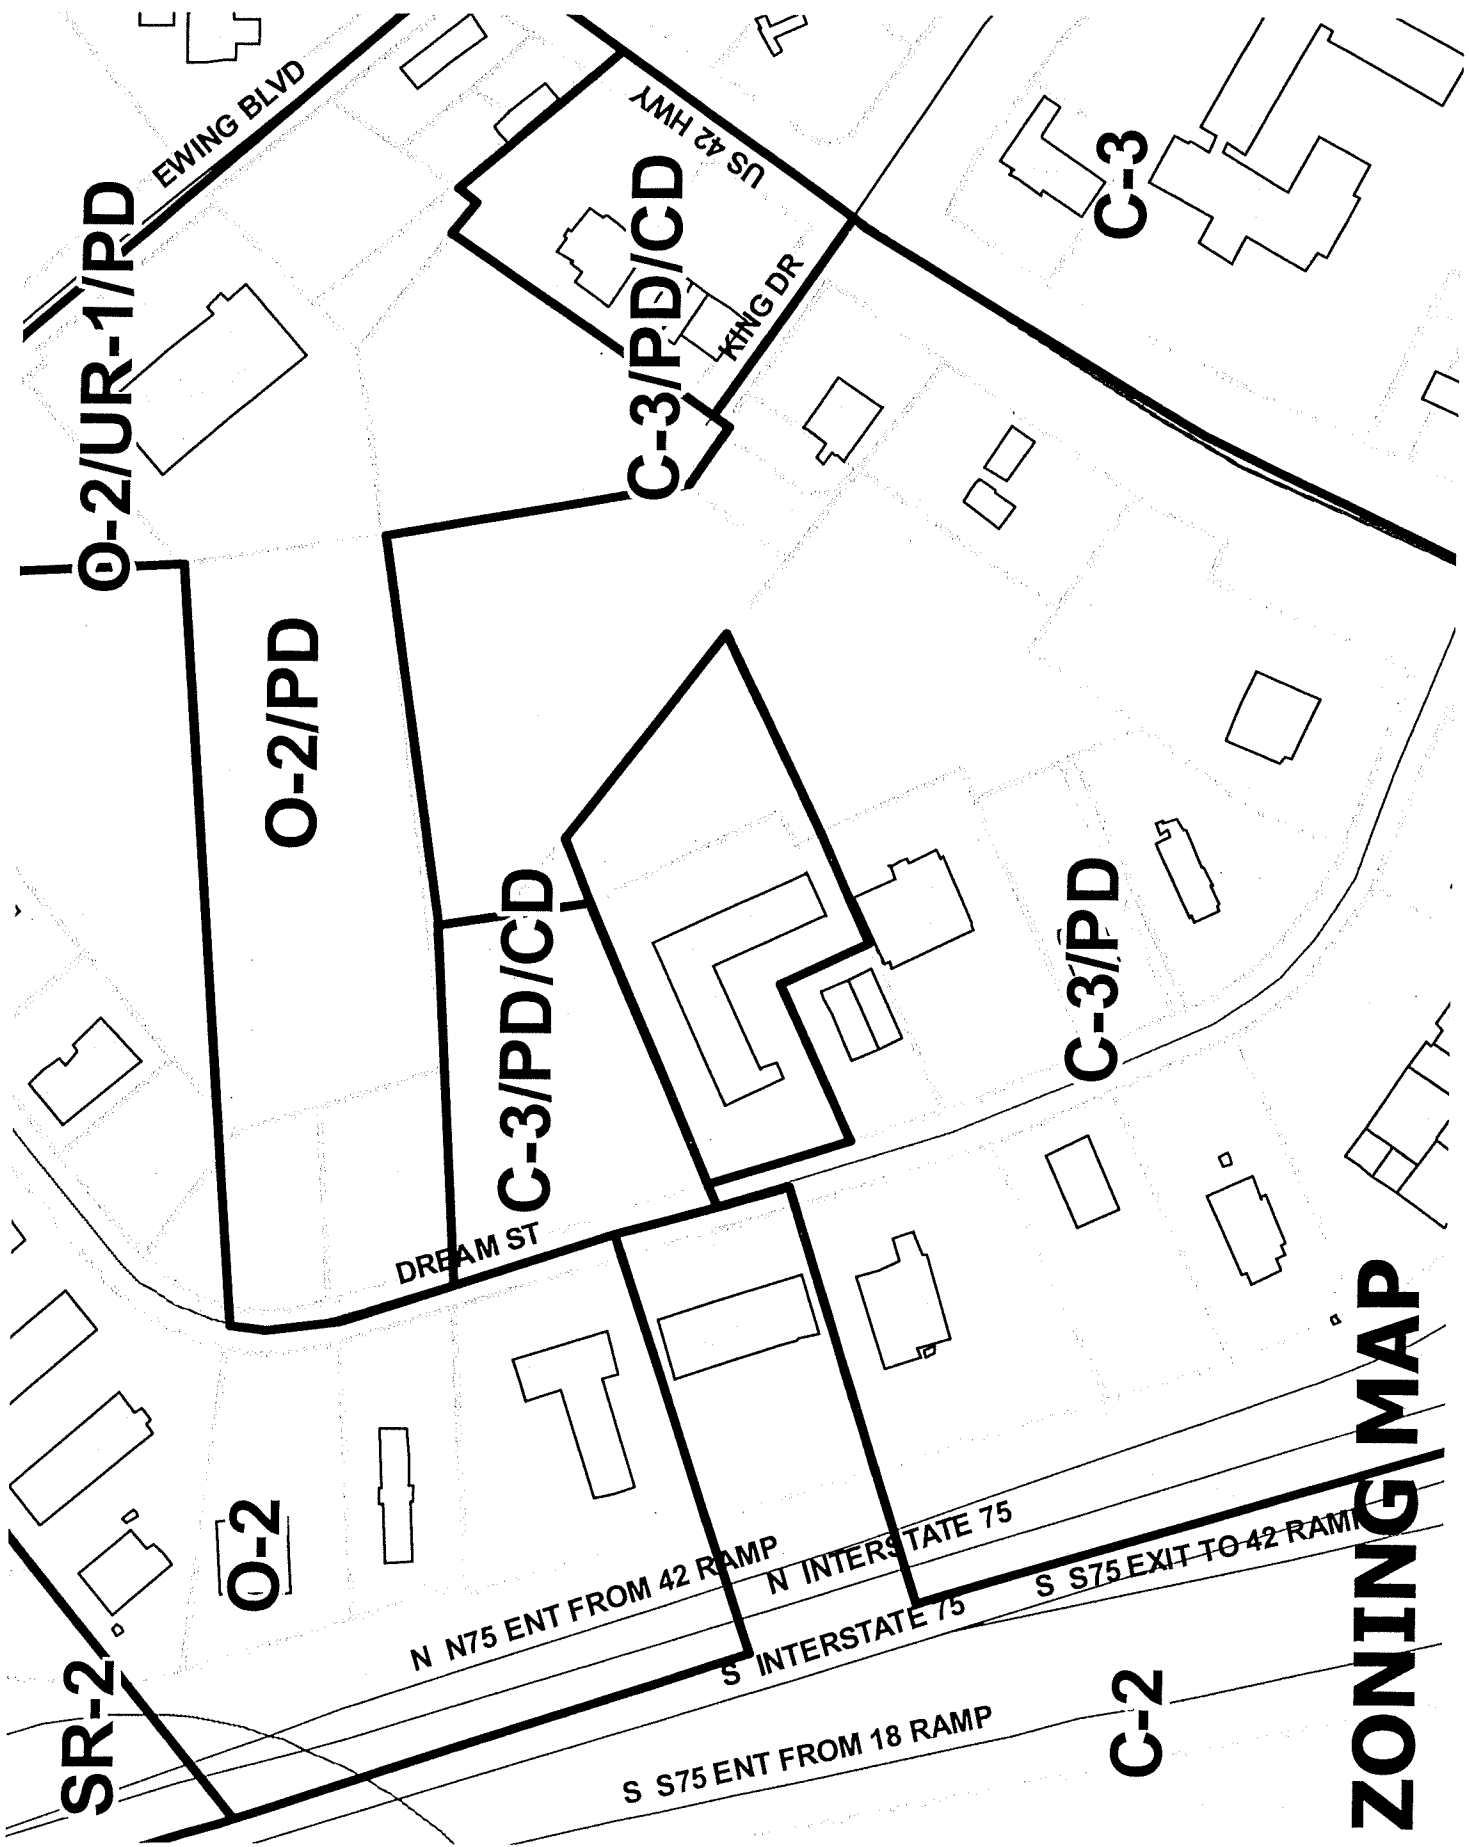 SR-2
O-2
O-2/PD
O-2/UR-1/PD
EWING BLVD
DREAM ST
C-3/PD/CD
C-3/PD/CD
US 42 HWY
KING DR
N N75 ENT FROM 42 RAMP
N INTERSTATE 75
S INTERSTATE 75
S S75 EXIT TO 42 RAMP
S S75 ENT FROM 18 RAMP
C-2
C-3/PD
C-3
ZONING MAP